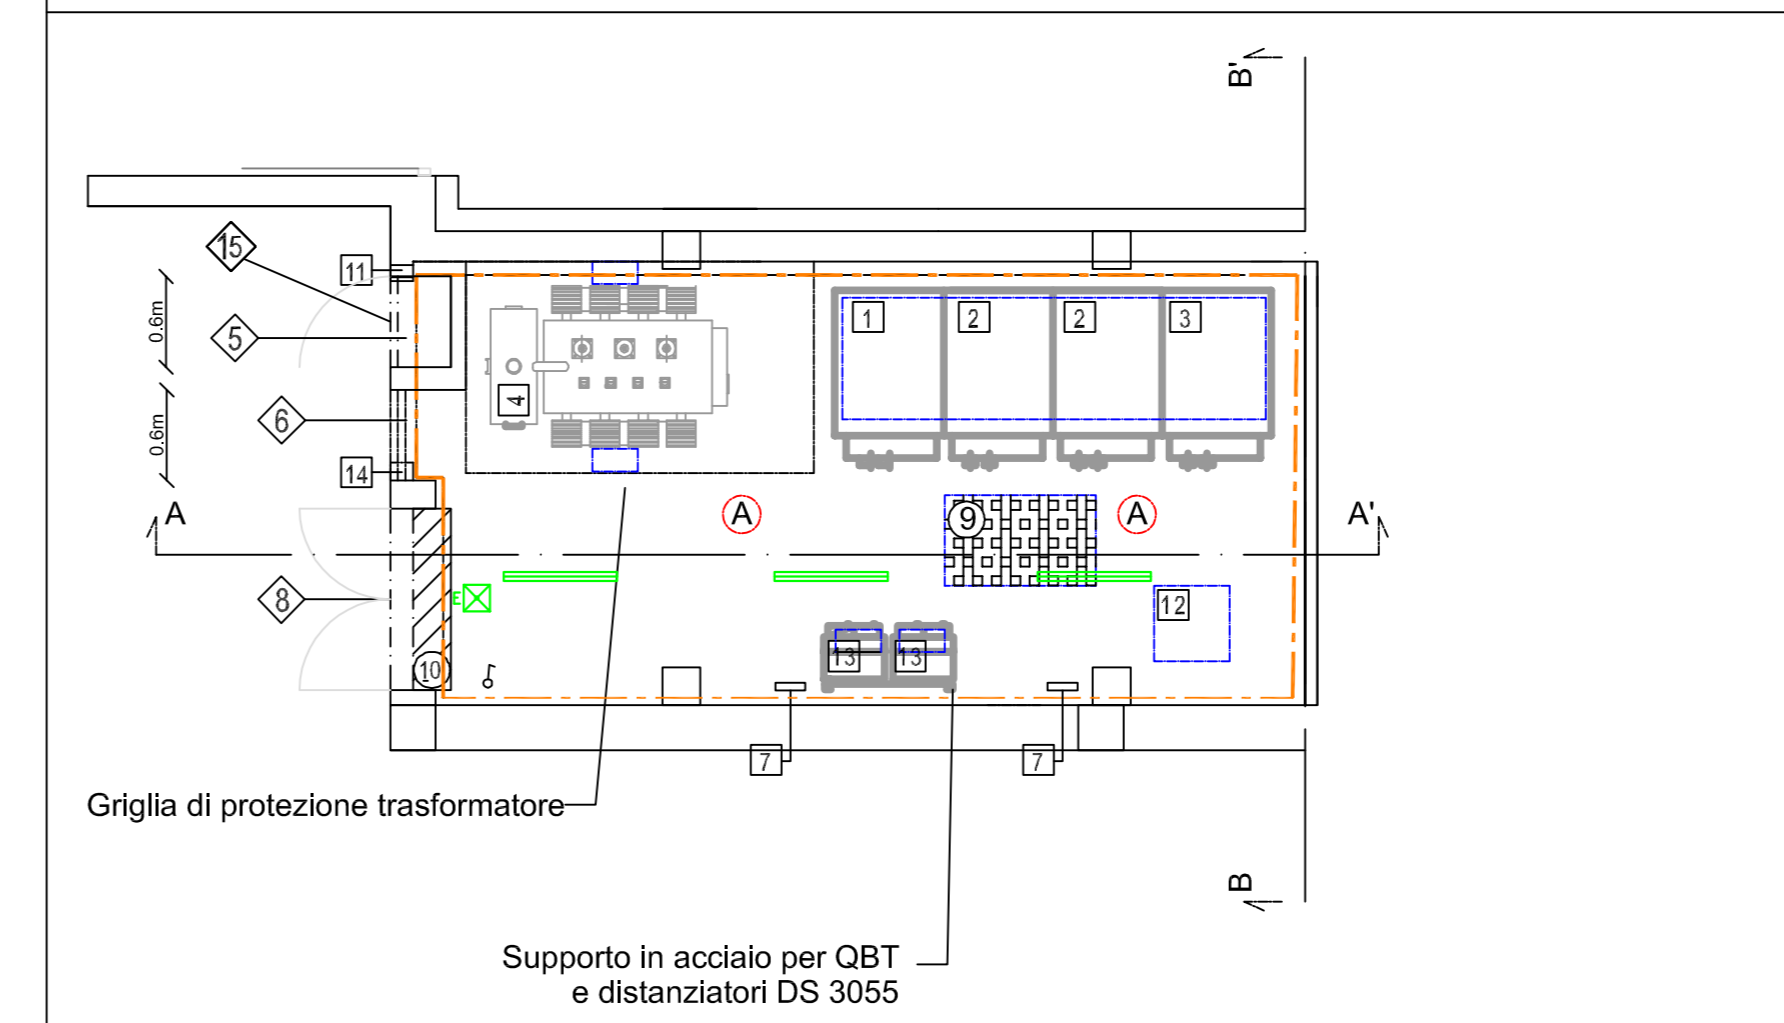 B'
15
11
1
2
2
3
0.6m
5
4
6
0.6m
14
A
A
9
A
A'
8
E
12
10
13
13
7
7
Griglia di protezione trasformatore
B
Supporto in acciaio per QBT
e distanziatori DS 3055